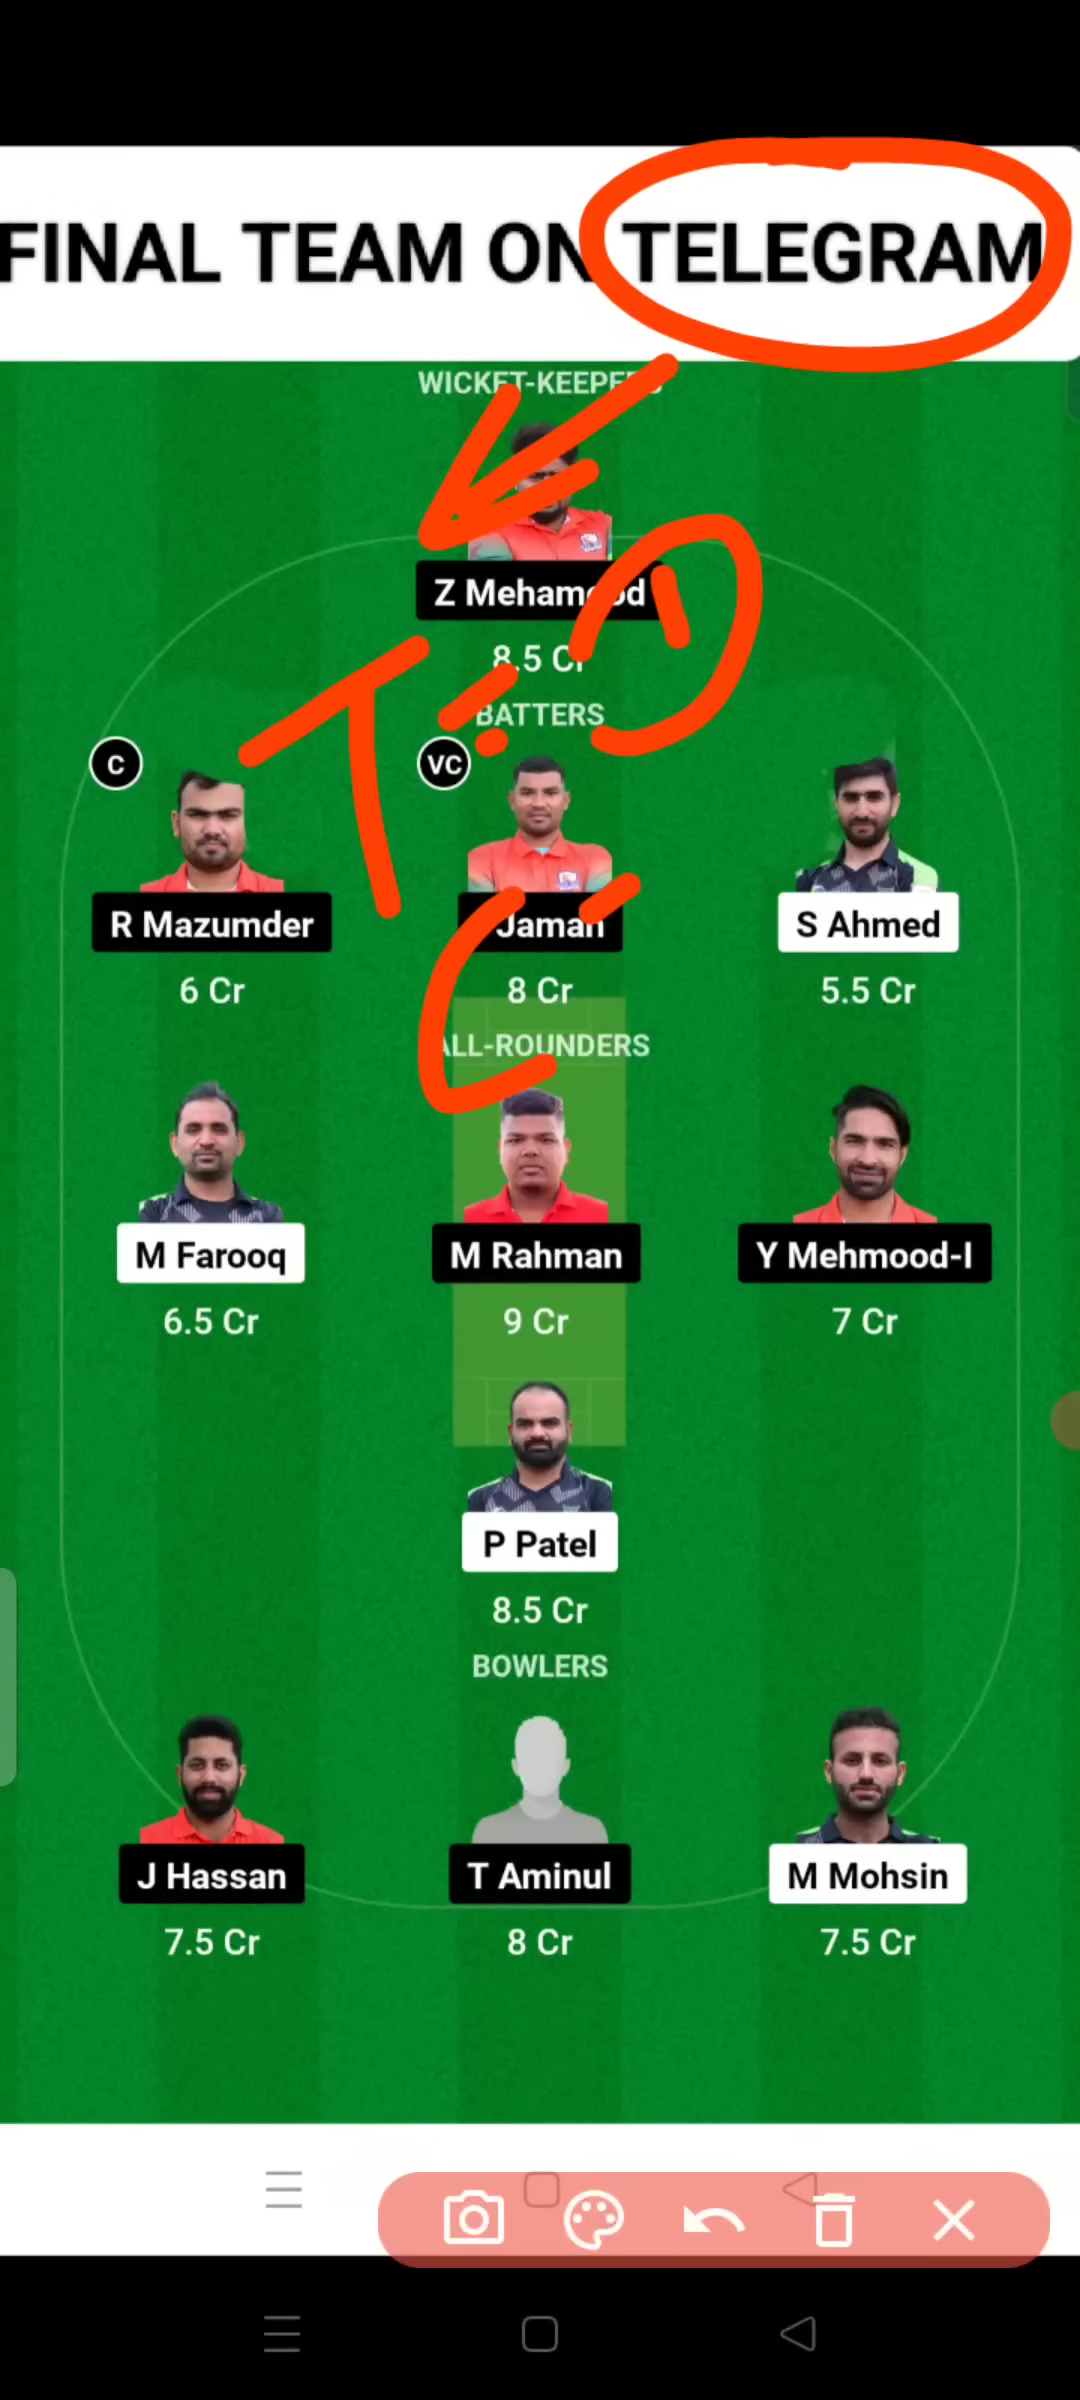 FINAL TEAM ON TELEGRAM
WICKET-KEEPERS
Z Mehamood
8.5 Cr
BATTERS
C VC
R Mazumder Jaman S Ahmed
6 Cr 8 Cr 5.5 Cr
ALL-ROUNDERS
M Farooq M Rahman Y Mehmood-I
6.5 Cr 9 Cr 7 Cr
P Patel
8.5 Cr
BOWLERS
J Hassan T Aminul M Mohsin
7.5 Cr 8 Cr 7.5 Cr